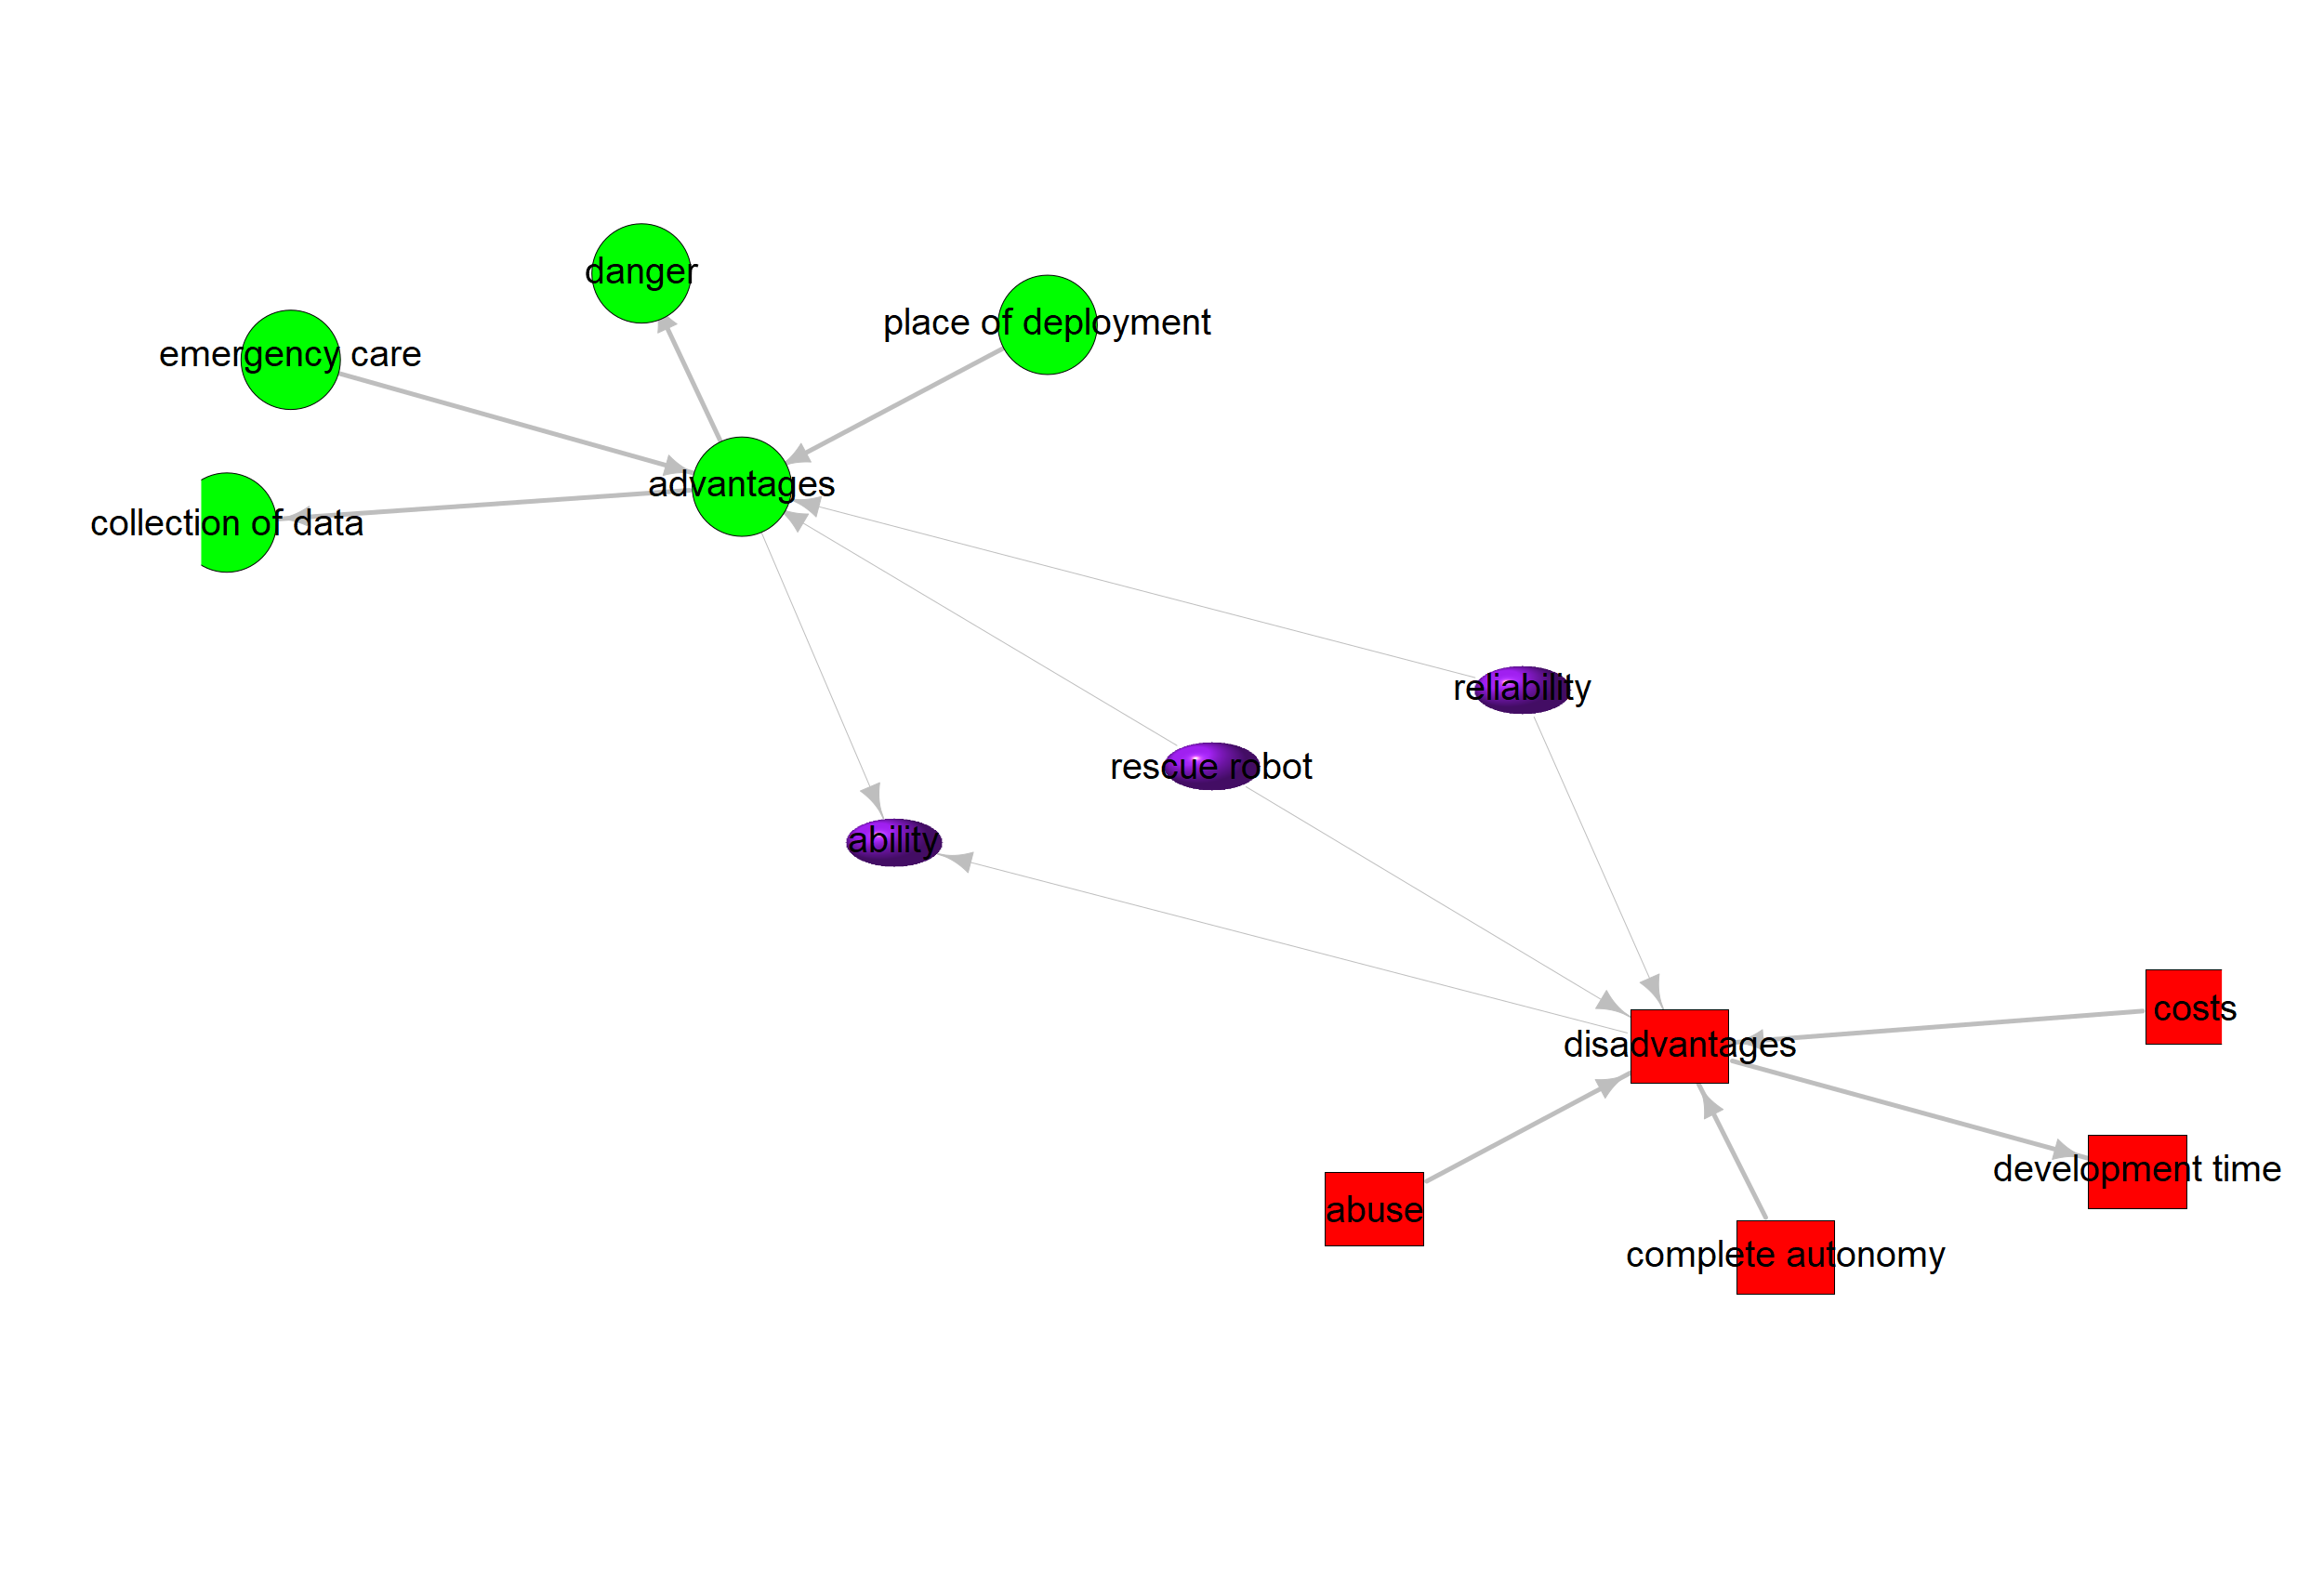 danger
place of deployment
emergency care
advantages
collection of data
reliability
rescue robot
ability
costs
disadvantages
development time
abuse
complete autonomy